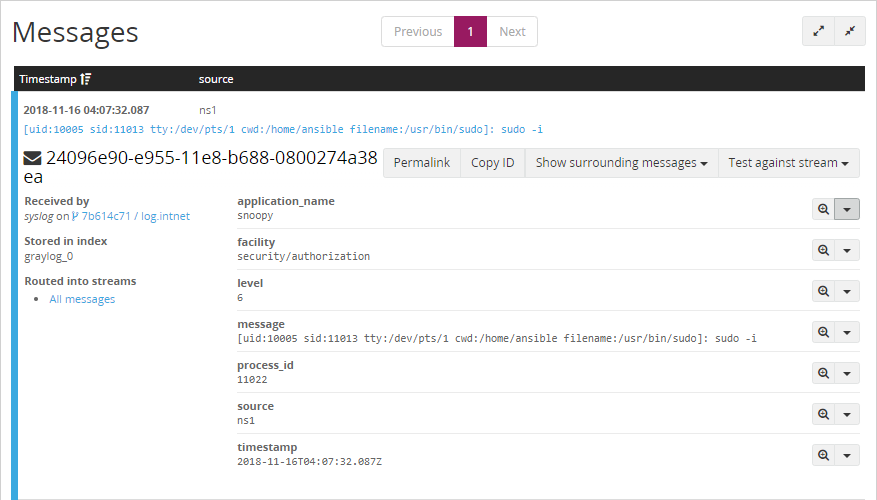 Messages
Previous 1 Next
Timestamp source
2018-11-16 04:07:32.087 ns1
[uid:10005 sid:11013 tty:/dev/pts/1 cwd:/home/ansible filename:/usr/bin/sudo]: sudo -i
24096e90-e955-11e8-b688-0800274a38
ea
Permalink Copy ID Show surrounding messages Test against stream
Received by
syslog on 7b614c71 / log.intnet
Stored in index
graylog_0
Routed into streams
• All messages
application_name
snoopy
facility
security/authorization
level
6
message
[uid:10005 sid:11013 tty:/dev/pts/1 cwd:/home/ansible filename:/usr/bin/sudo]: sudo -i
process_id
11022
source
ns1
timestamp
2018-11-16T04:07:32.087Z